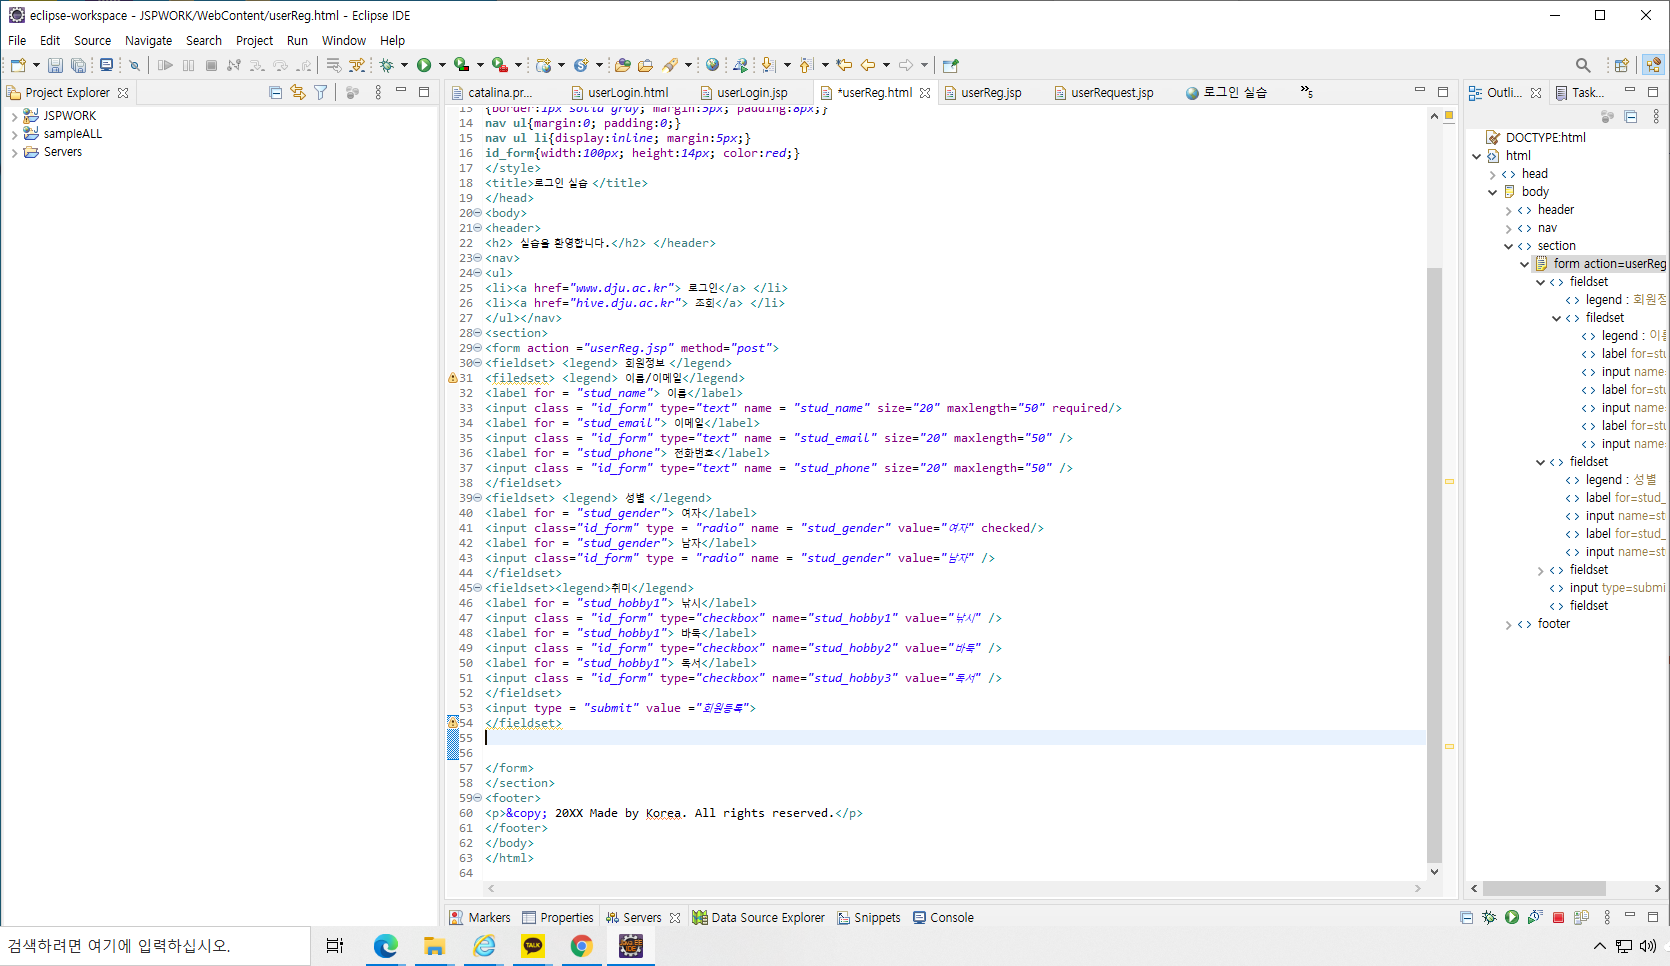 eclipse-workspace - JSPWORK/WebContent/userReg.html - Eclipse IDE
File Edit Source Navigate Search Project Run Window Help
Project Explorer
JSPWORK
sampleALL
Servers
catalina.pr... userLogin.html userLogin.jsp *userReg.html userReg.jsp userRequest.jsp 로그인 실습 »5
13 {border:1px solid gray; margin:5px; padding:8px;}
14 nav ul{margin:0; padding:0;}
15 nav ul li{display:inline; margin:5px;}
16 id_form{width:100px; height:14px; color:red;}
17 </style>
18 <title>로그인 실습 </title>
19 </head>
20 <body>
21 <header>
22 <h2> 실습을 환영합니다.</h2> </header>
23 <nav>
24 <ul>
25 <li><a href="www.dju.ac.kr"> 로그인</a> </li>
26 <li><a href="hive.dju.ac.kr"> 조회</a> </li>
27 </ul></nav>
28 <section>
29 <form action ="userReg.jsp" method="post">
30 <fieldset> <legend> 회원정보 </legend>
31 <filedset> <legend> 이름/이메일</legend>
32 <label for = "stud_name"> 이름</label>
33 <input class = "id_form" type="text" name = "stud_name" size="20" maxlength="50" required/>
34 <label for = "stud_email"> 이메일</label>
35 <input class = "id_form" type="text" name = "stud_email" size="20" maxlength="50" />
36 <label for = "stud_phone"> 전화번호</label>
37 <input class = "id_form" type="text" name = "stud_phone" size="20" maxlength="50" />
38 </fieldset>
39 <fieldset> <legend> 성별 </legend>
40 <label for = "stud_gender"> 여자</label>
41 <input class="id_form" type = "radio" name = "stud_gender" value="여자" checked/>
42 <label for = "stud_gender"> 남자</label>
43 <input class="id_form" type = "radio" name = "stud_gender" value="남자" />
44 </fieldset>
45 <fieldset><legend>취미</legend>
46 <label for = "stud_hobby1"> 낚시</label>
47 <input class = "id_form" type="checkbox" name="stud_hobby1" value="낚시" />
48 <label for = "stud_hobby1"> 바둑</label>
49 <input class = "id_form" type="checkbox" name="stud_hobby2" value="바둑" />
50 <label for = "stud_hobby1"> 독서</label>
51 <input class = "id_form" type="checkbox" name="stud_hobby3" value="독서" />
52 </fieldset>
53 <input type = "submit" value ="회원등록">
54 </fieldset>
55
56
57 </form>
58 </section>
59 <footer>
60 <p>&copy; 20XX Made by Korea. All rights reserved.</p>
61 </footer>
62 </body>
63 </html>
64
Outli... Task...
DOCTYPE:html
html
head
body
header
nav
section
form action=userReg
fieldset
legend : 회원정
filedset
legend : 이름
label for=stu
input name=
label for=stu
input name=
label for=stu
input name=
fieldset
legend : 성별
label for=stud_
input name=st
label for=stud_
input name=st
fieldset
input type=submi
fieldset
footer
Markers Properties Servers Data Source Explorer Snippets Console
검색하려면 여기에 입력하십시오.
TALK